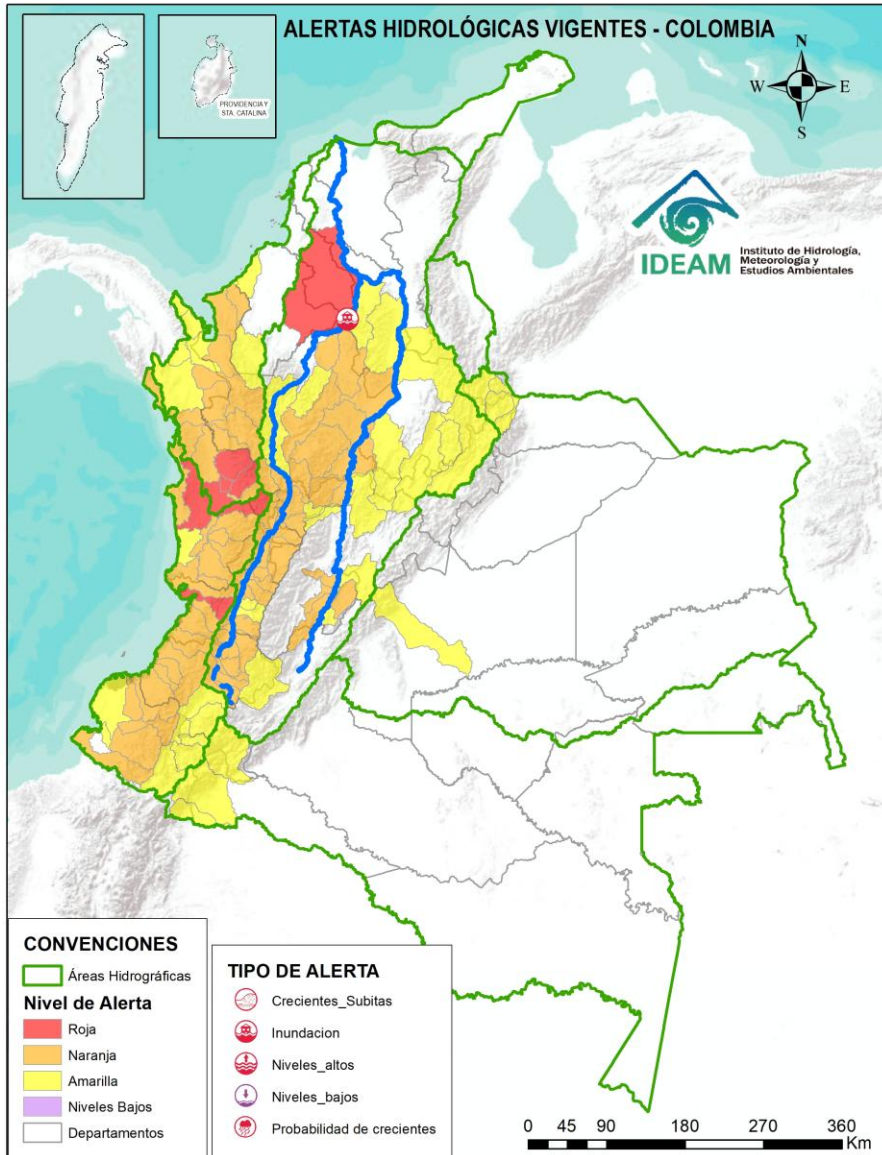 ALERTAS HIDROLÓGICAS VIGENTES - COLOMBIA
PROVIDENCIA Y
STA. CATALINA
N
W
E
S
IDEAM
Instituto de Hidrología,
Meteorología y
Estudios Ambientales
CONVENCIONES
Áreas Hidrográficas
Nivel de Alerta
Roja
Naranja
Amarilla
Niveles Bajos
Departamentos
TIPO DE ALERTA
Crecientes_Subitas
Inundacion
Niveles_altos
Niveles_bajos
Probabilidad de crecientes
0 45 90 180 270 360
Km